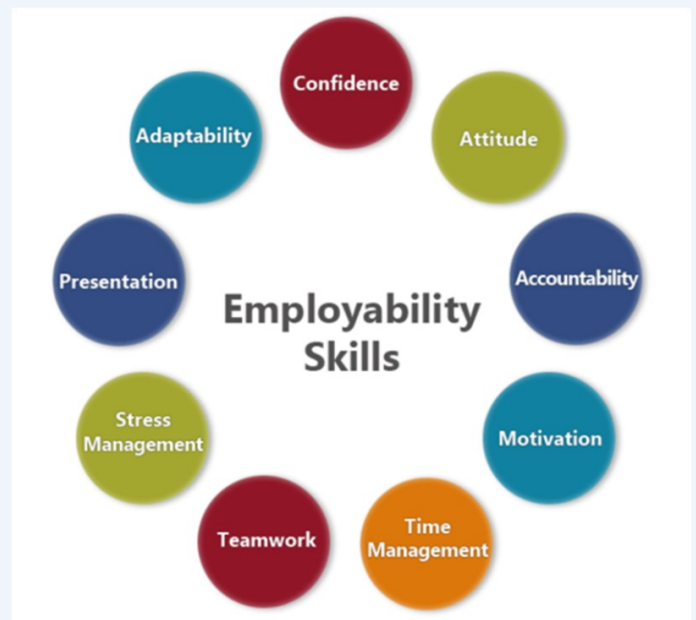 Confidence
Attitude
Accountability
Motivation
Time
Management
Teamwork
Stress
Management
Presentation
Adaptability
Employability
Skills